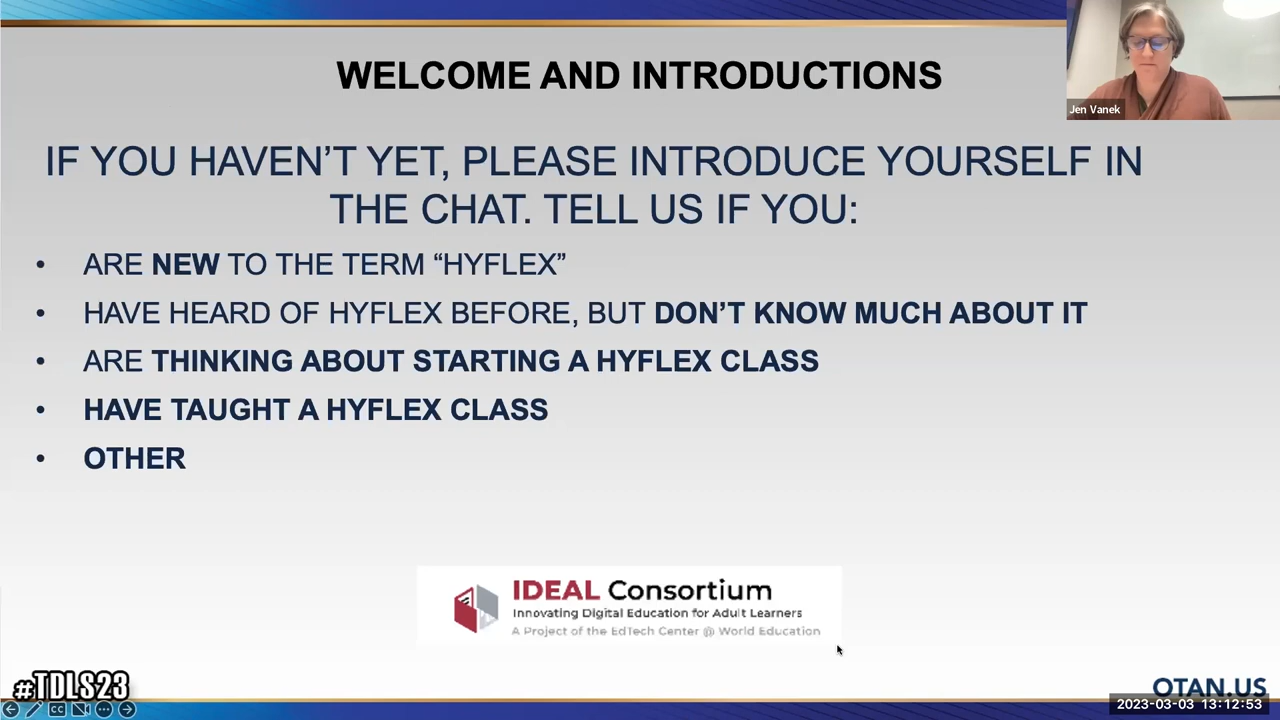 WELCOME AND INTRODUCTIONS
Jen Vanek
IF YOU HAVEN’T YET, PLEASE INTRODUCE YOURSELF IN
THE CHAT. TELL US IF YOU:
• ARE NEW TO THE TERM “HYFLEX”
• HAVE HEARD OF HYFLEX BEFORE, BUT DON’T KNOW MUCH ABOUT IT
• ARE THINKING ABOUT STARTING A HYFLEX CLASS
• HAVE TAUGHT A HYFLEX CLASS
• OTHER
IDEAL Consortium
Innovating Digital Education for Adult Learners
A Project of the EdTech Center @ World Education
#TDLS23
OTAN.US
2023-03-03 13:12:53